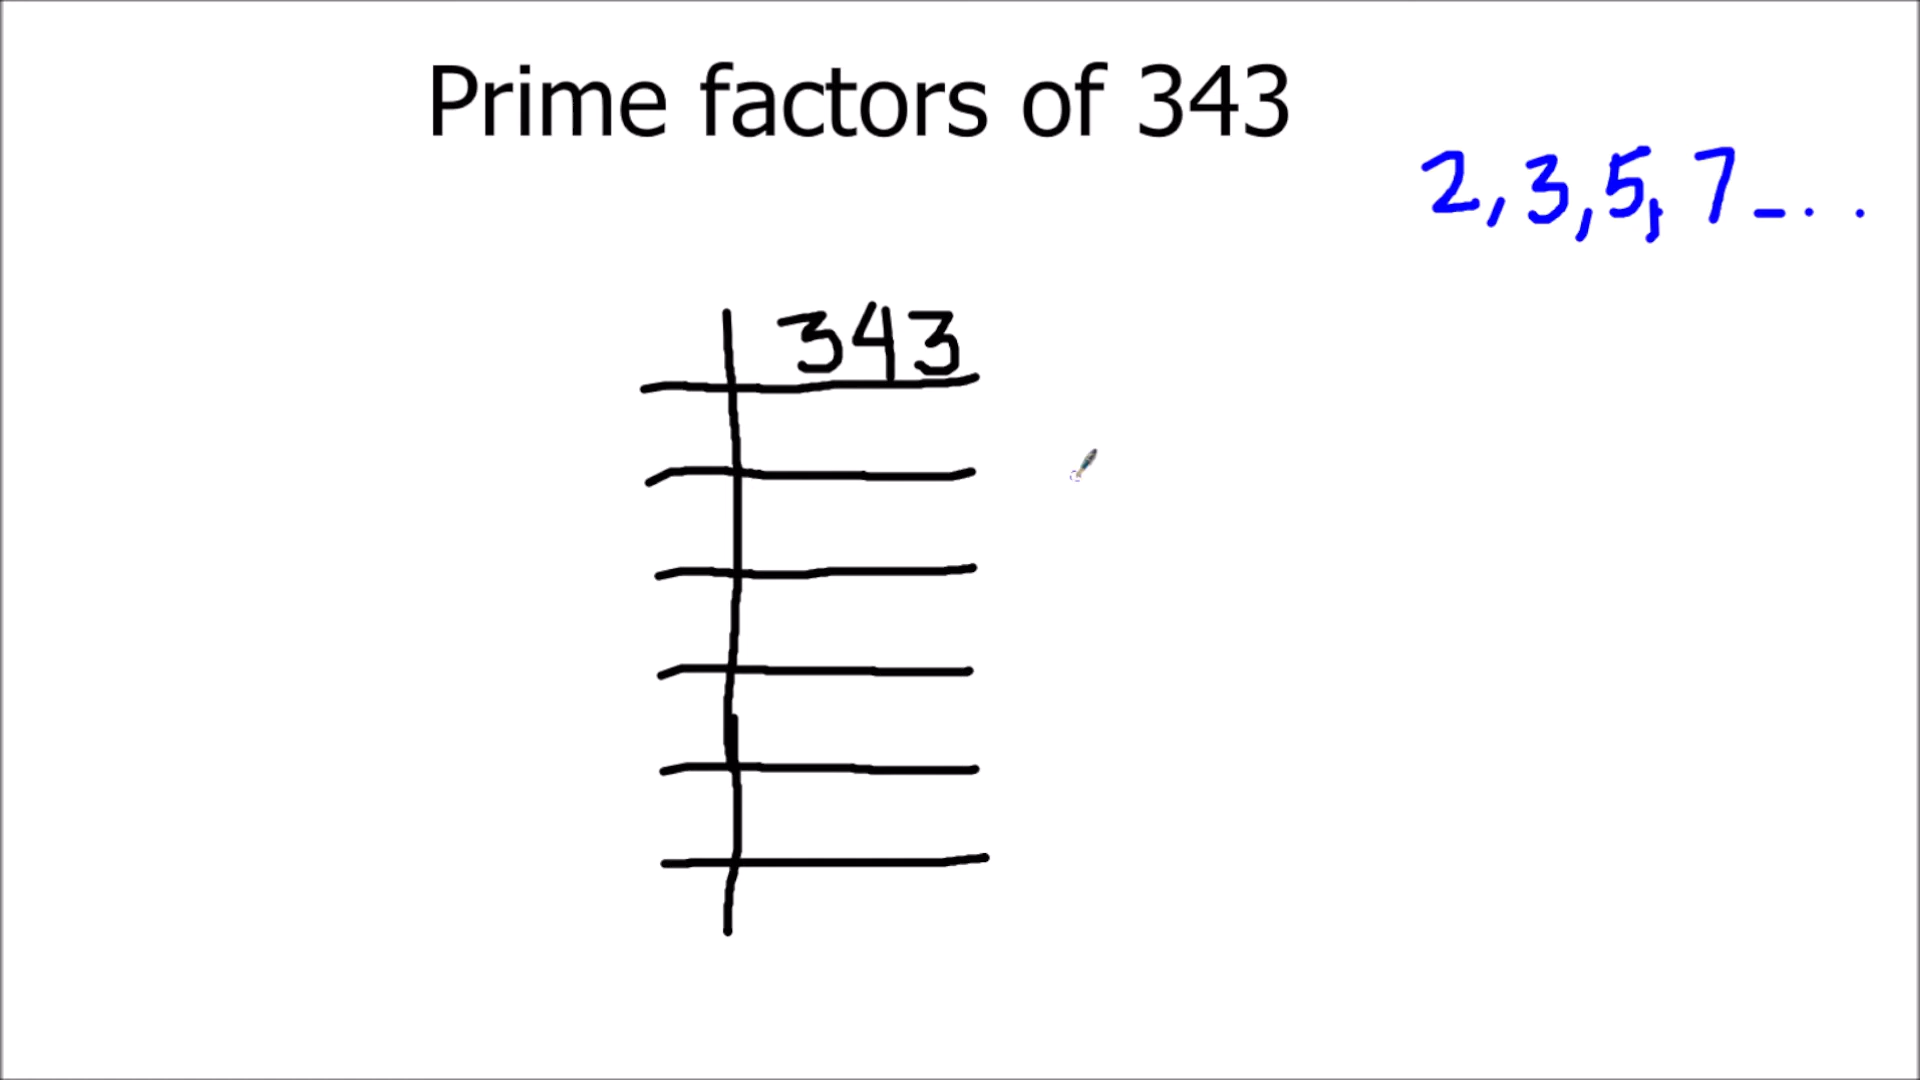 Prime factors of 343
2, 3, 5, 7 - . .
343